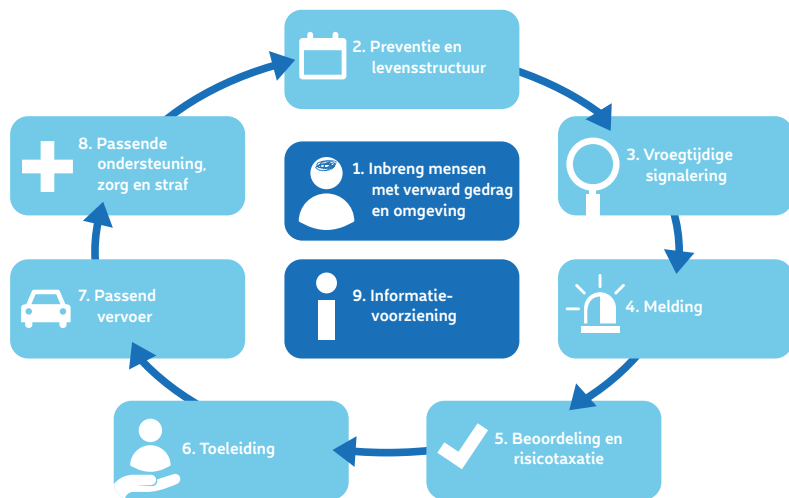 2. Preventie en
levensstructuur
8. Passende
ondersteuning,
zorg en straf
1. Inbreng mensen
met verward gedrag
en omgeving
3. Vroegtijdige
signalering
7. Passend
vervoer
9. Informatie-
voorziening
4. Melding
6. Toeleiding
5. Beoordeling en
risicotaxatie